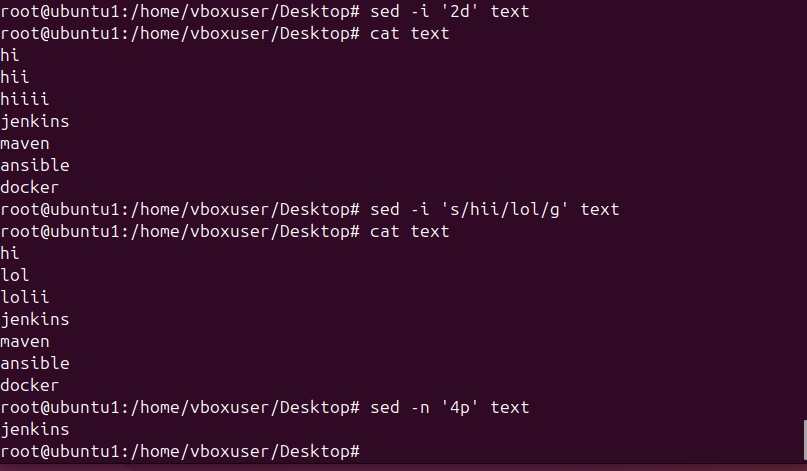 root@ubuntu1:/home/vboxuser/Desktop# sed -i '2d' text
root@ubuntu1:/home/vboxuser/Desktop# cat text
hi
hii
hiiii
jenkins
maven
ansible
docker
root@ubuntu1:/home/vboxuser/Desktop# sed -i 's/hii/lol/g' text
root@ubuntu1:/home/vboxuser/Desktop# cat text
hi
lol
lolii
jenkins
maven
ansible
docker
root@ubuntu1:/home/vboxuser/Desktop# sed -n '4p' text
jenkins
root@ubuntu1:/home/vboxuser/Desktop#